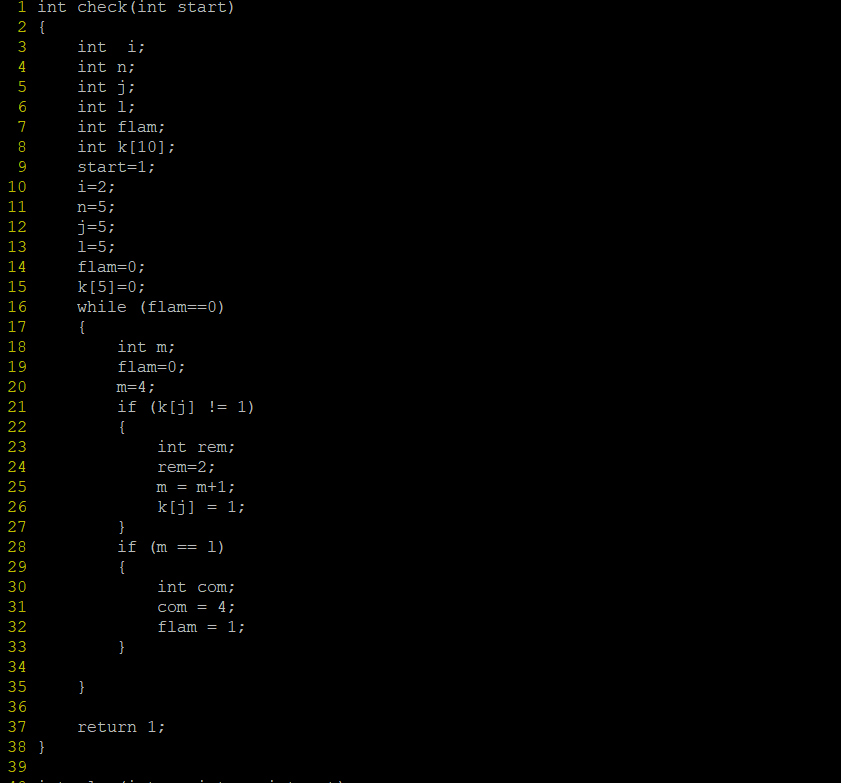 1 int check(int start)
2 {
3     int  i;
4     int n;
5     int j;
6     int l;
7     int flam;
8     int k[10];
9     start=1;
10     i=2;
11     n=5;
12     j=5;
13     l=5;
14     flam=0;
15     k[5]=0;
16     while (flam==0)
17     {
18         int m;
19         flam=0;
20         m=4;
21         if (k[j] != 1)
22         {
23             int rem;
24             rem=2;
25             m = m+1;
26             k[j] = 1;
27         }
28         if (m == l)
29         {
30             int com;
31             com = 4;
32             flam = 1;
33         }
34
35     }
36
37     return 1;
38 }
39